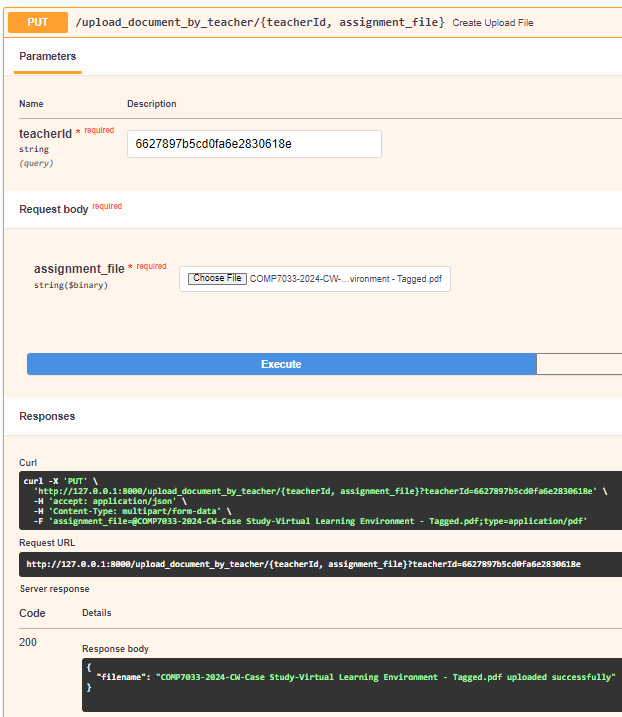 PUT /upload_document_by_teacher/{teacherId, assignment_file} Create Upload File
Parameters
Name Description
teacherId * required
string
(query)
6627897b5cd0fa6e2830618e
Request body required
assignment_file * required
string($binary)
Choose File COMP7033-2024-CW-...vironment - Tagged.pdf
Execute
Responses
Curl
curl -X 'PUT' \
'http://127.0.0.1:8000/upload_document_by_teacher/{teacherId, assignment_file}?teacherId=6627897b5cd0fa6e2830618e' \
-H 'accept: application/json' \
-H 'Content-Type: multipart/form-data' \
-F 'assignment_file=@COMP7033-2024-CW-Case Study-Virtual Learning Environment - Tagged.pdf;type=application/pdf'
Request URL
http://127.0.0.1:8000/upload_document_by_teacher/{teacherId, assignment_file}?teacherId=6627897b5cd0fa6e2830618e
Server response
Code Details
200
Response body
{
"filename": "COMP7033-2024-CW-Case Study-Virtual Learning Environment - Tagged.pdf uploaded successfully"
}